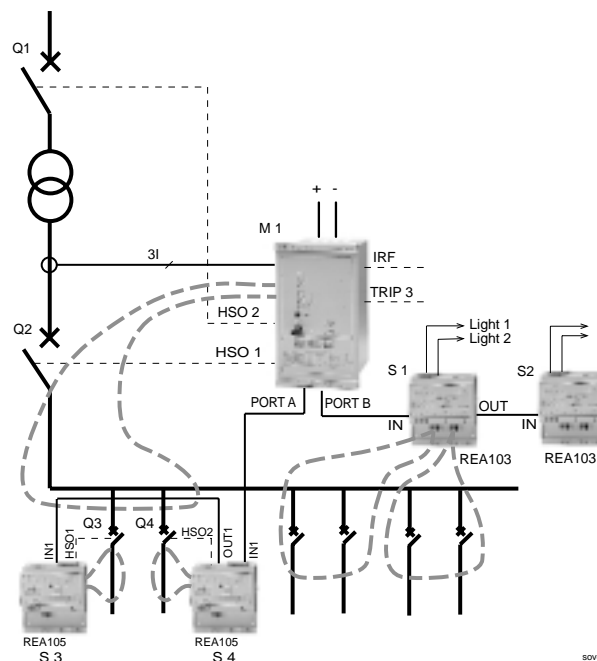 Q1
+ -
M 1
3I
IRF
TRIP 3
HSO 2
Q2
HSO 1
Light 1
Light 2
S 1
S2
PORT A
PORT B
IN
OUT
IN
REA103
REA103
Q3
Q4
IN1
HSO1
HSO2
OUT1
IN1
REA105
S 3
REA105
S 4
sov